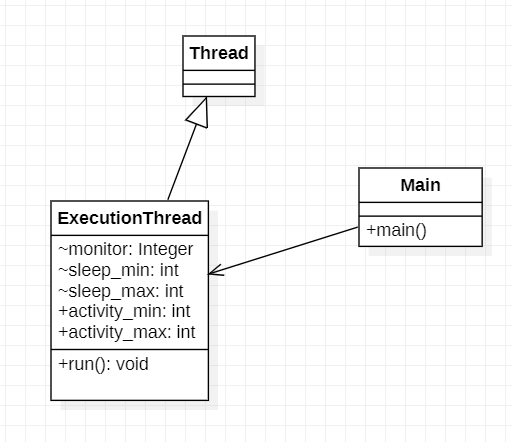 Thread
Main
+main()
ExecutionThread
~monitor: Integer
~sleep_min: int
~sleep_max: int
+activity_min: int
+activity_max: int
+run(): void